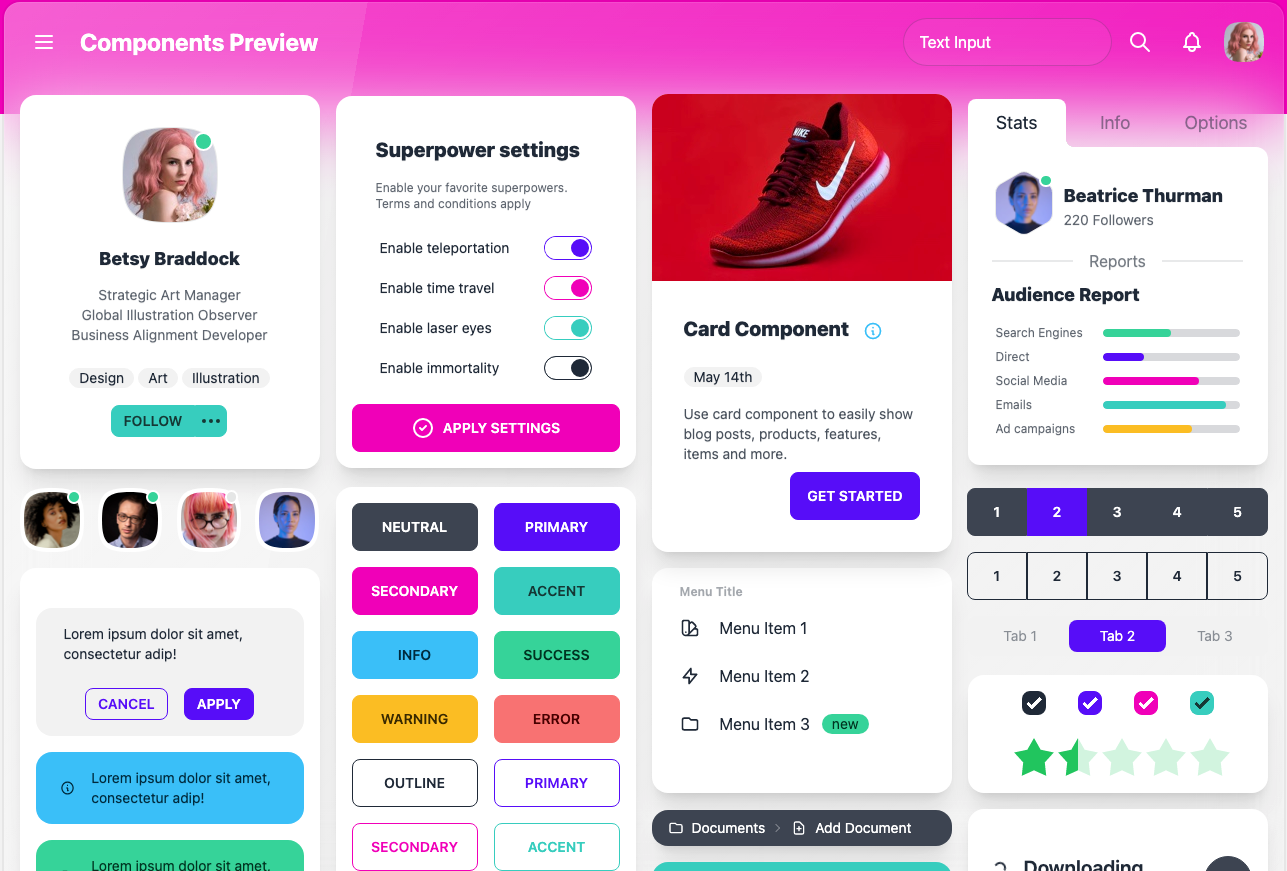 Components Preview
Text Input
Betsy Braddock
Strategic Art Manager
Global Illustration Observer
Business Alignment Developer
Design Art Illustration
FOLLOW
Lorem ipsum dolor sit amet,
consectetur adip!
CANCEL APPLY
Lorem ipsum dolor sit amet,
consectetur adip!
Lorem ipsum dolor sit amet,
Superpower settings
Enable your favorite superpowers.
Terms and conditions apply
Enable teleportation
Enable time travel
Enable laser eyes
Enable immortality
APPLY SETTINGS
NEUTRAL PRIMARY
SECONDARY ACCENT
INFO SUCCESS
WARNING ERROR
OUTLINE PRIMARY
SECONDARY ACCENT
NIKE
Card Component
May 14th
Use card component to easily show
blog posts, products, features,
items and more.
GET STARTED
Menu Title
Menu Item 1
Menu Item 2
Menu Item 3 new
Documents Add Document
Stats Info Options
Beatrice Thurman
220 Followers
Reports
Audience Report
Search Engines
Direct
Social Media
Emails
Ad campaigns
1 2 3 4 5
1 2 3 4 5
Tab 1 Tab 2 Tab 3
Downloading